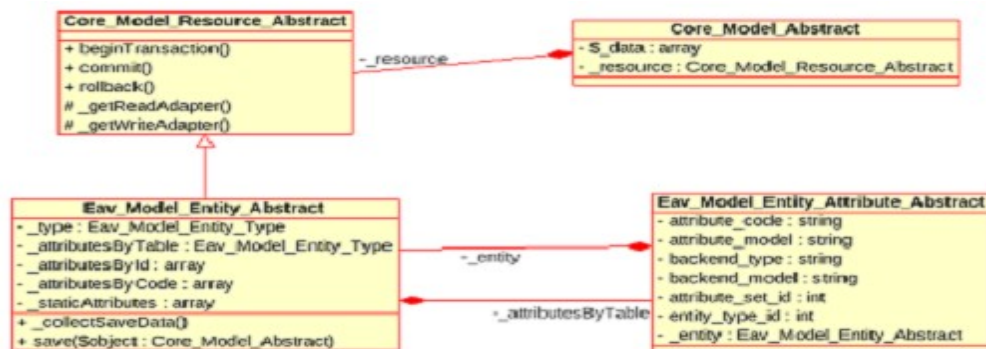 Core_Model_Resource_Abstract
+ beginTransaction()
+ commit()
+ rollback()
# _getReadAdapter()
# _getWriteAdapter()
-_resource
Core_Model_Abstract
- $_data : array
- _resource : Core_Model_Resource_Abstract
Eav_Model_Entity_Abstract
- _type : Eav_Model_Entity_Type
- _attributesByTable : Eav_Model_Entity_Type
- _attributesById : array
- _attributesByCode : array
- _staticAttributes : array
+ _collectSaveData()
+ save($object : Core_Model_Abstract)
-_entity
-_attributesByTable
Eav_Model_Entity_Attribute_Abstract
- attribute_code : string
- attribute_model : string
- backend_type : string
- backend_model : string
- attribute_set_id : int
- entity_type_id : int
- _entity : Eav_Model_Entity_Abstract